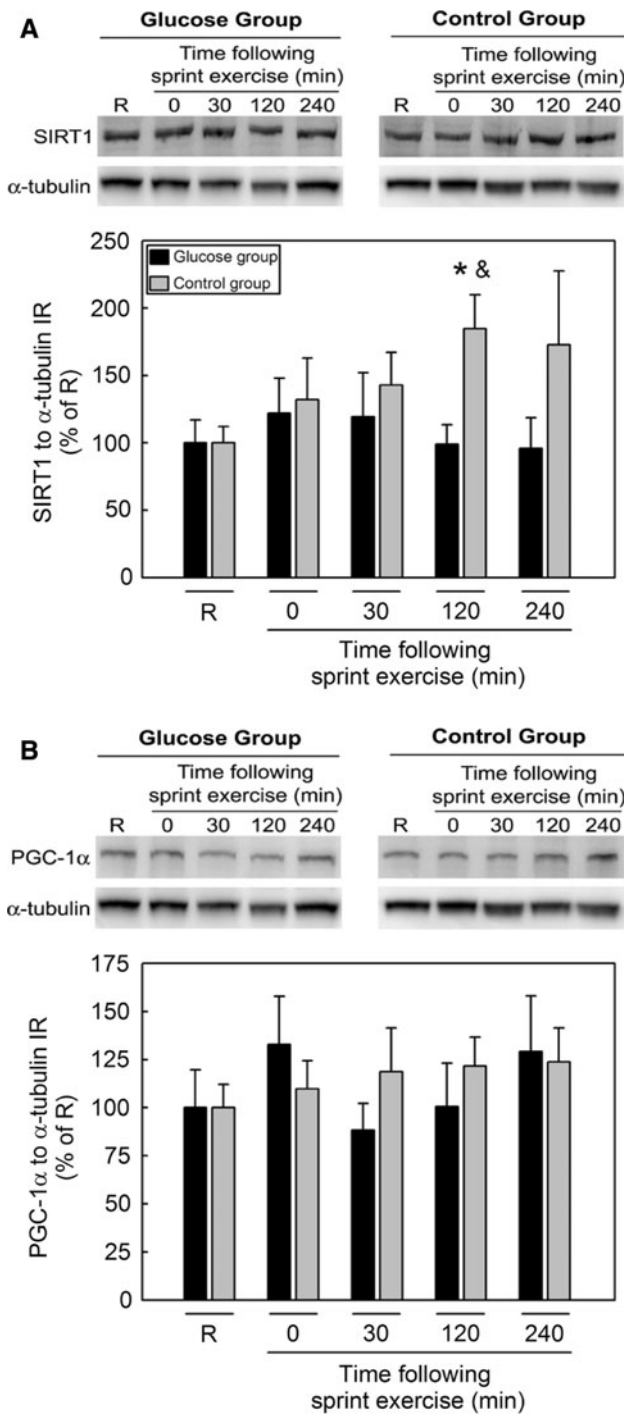 A
Glucose Group
Control Group
Time following
sprint exercise (min)
Time following
sprint exercise (min)
R 0 30 120 240
R 0 30 120 240
SIRT1
α-tubulin
250
200
150
100
50
0
SIRT1 to α-tubulin IR
(% of R)
Glucose group
Control group
* &
R 0 30 120 240
Time following
sprint exercise (min)
B
Glucose Group
Control Group
Time following
sprint exercise (min)
Time following
sprint exercise (min)
R 0 30 120 240
R 0 30 120 240
PGC-1α
α-tubulin
175
150
125
100
75
50
25
0
PGC-1α to α-tubulin IR
(% of R)
R 0 30 120 240
Time following
sprint exercise (min)